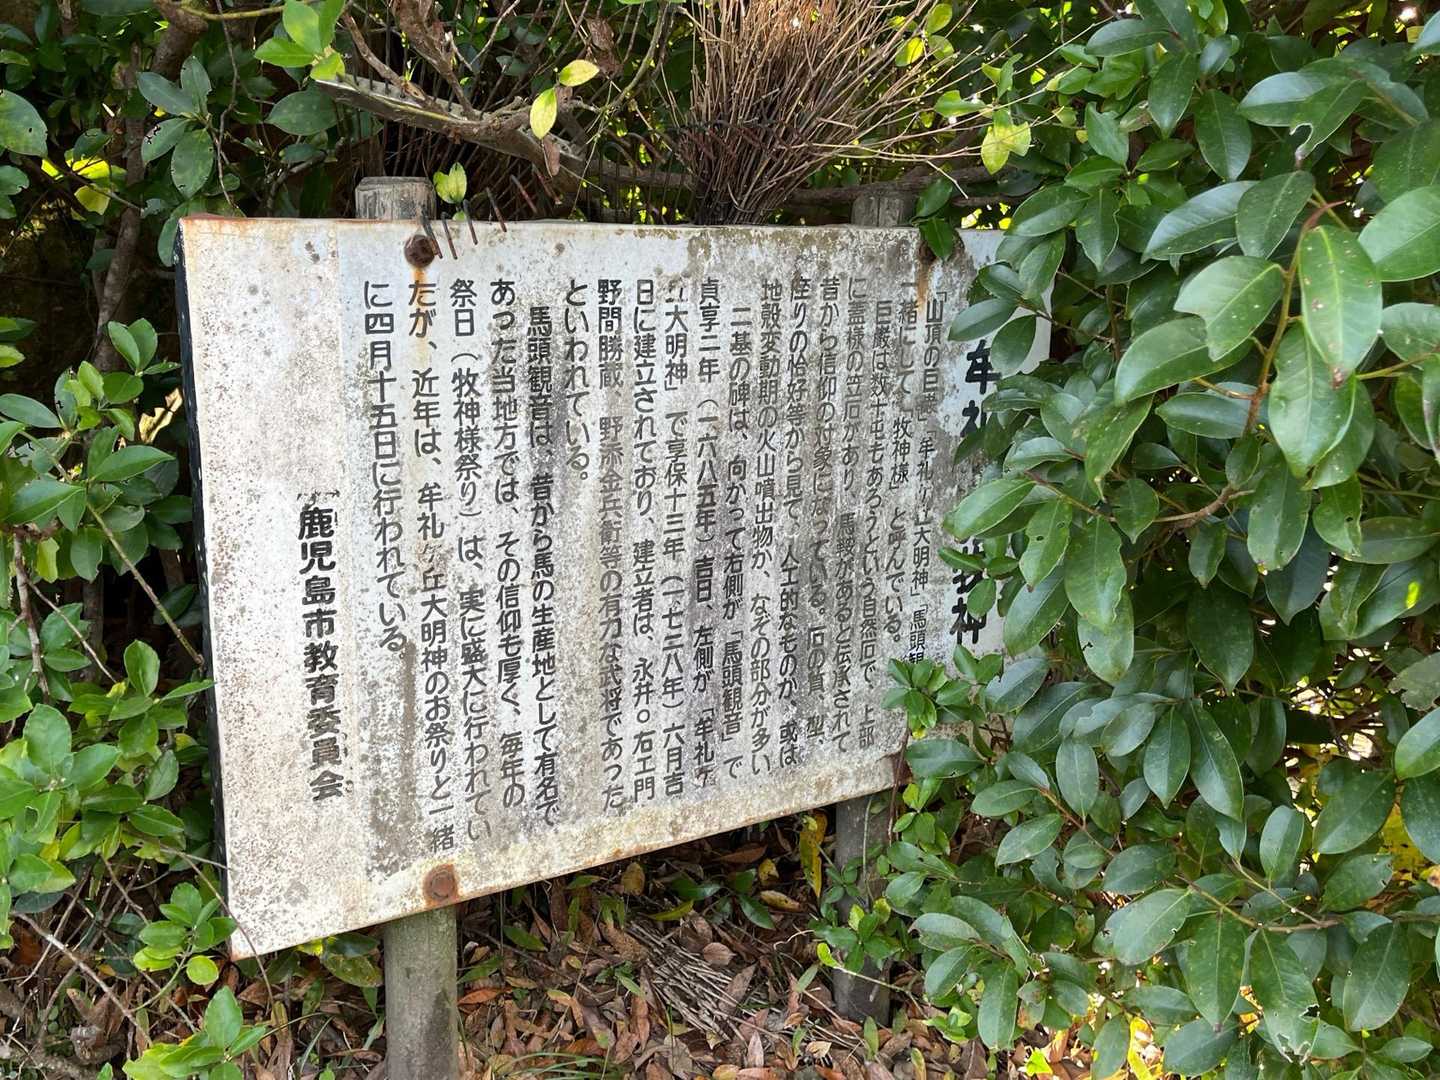 牟礼
牧神
「山頂の巨巌」「牟礼ヶ丘大明神」「馬頭観
一緒にして「牧神様」と呼んでいる。
巨巌は数十屯もあろうという自然石で、上部
に蓋様の笠石があり、馬鞍があると伝承されて
昔から信仰の対象になっている。石の質、型、
座りの恰好等から見て、人工的なものか、或は
地殻変動期の火山噴出物か、なぞの部分が多い
二基の碑は、向かって右側が「馬頭観音」で
貞享二年(一六八五年)吉日、左側が「牟礼ヶ
丘大明神」で享保十三年(一七二八年)六月吉
日に建立されており、建立者は、永井。右エ門
野間勝蔵、野添金兵衛等の有力な武将であった
といわれている。
馬頭観音は、昔から馬の生産地として有名で
あった当地方では、その信仰も厚く、毎年の
祭日(牧神様祭り)は、実に盛大に行われてい
たが、近年は、牟礼ヶ丘大明神のお祭りと一緒
に四月十五日に行われている。
鹿児島市教育委員会